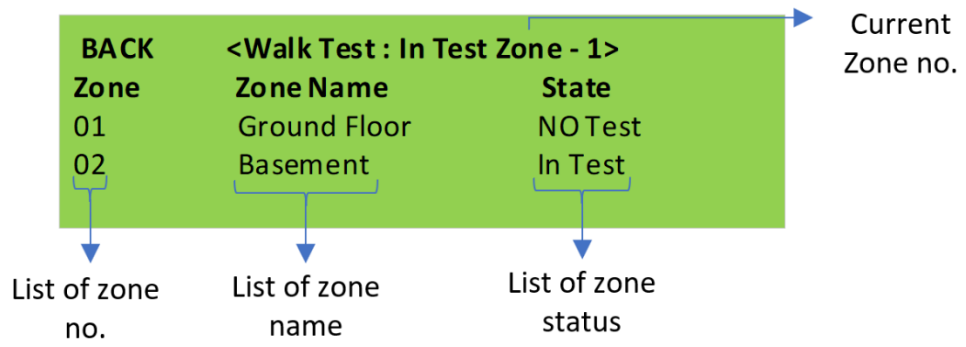 Current
Zone no.
BACK <Walk Test : In Test Zone - 1>
Zone Zone Name State
01 Ground Floor NO Test
02 Basement In Test
List of zone no.
List of zone name
List of zone status